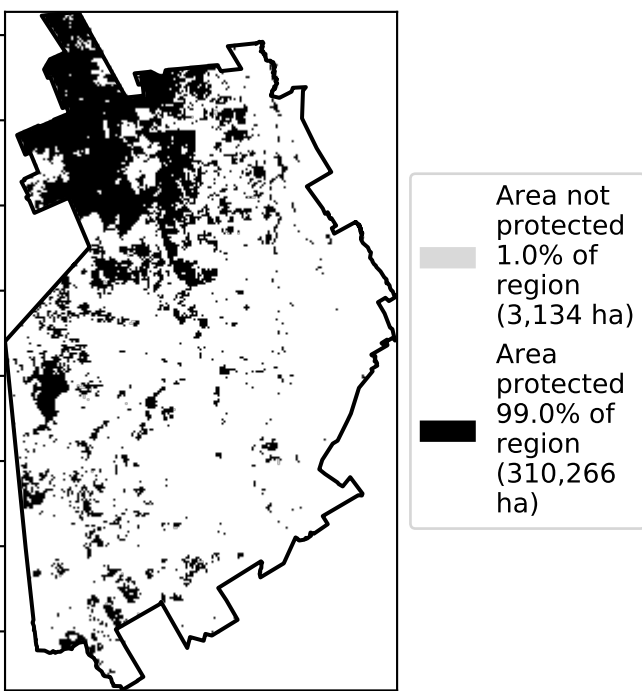 Area not
protected
1.0% of
region
(3,134 ha)
Area
protected
99.0% of
region
(310,266
ha)